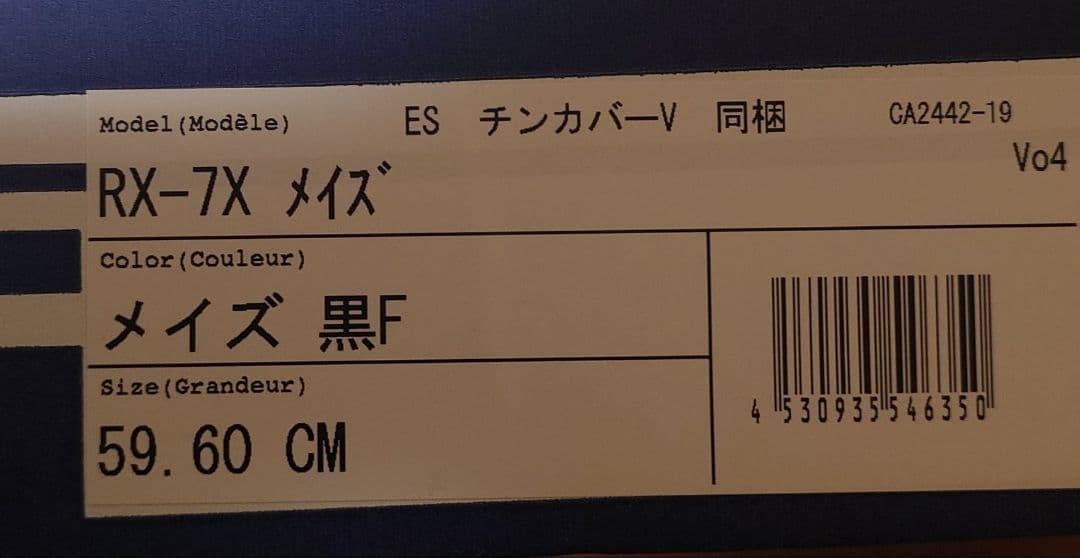 Model(Modèle) ES チンカバーV 同梱 CA2442-19
Vo4
RX-7X ﾒｲｽﾞ
Color(Couleur)
メイズ 黒F
Size(Grandeur)
59.60 CM
4 530935 546350